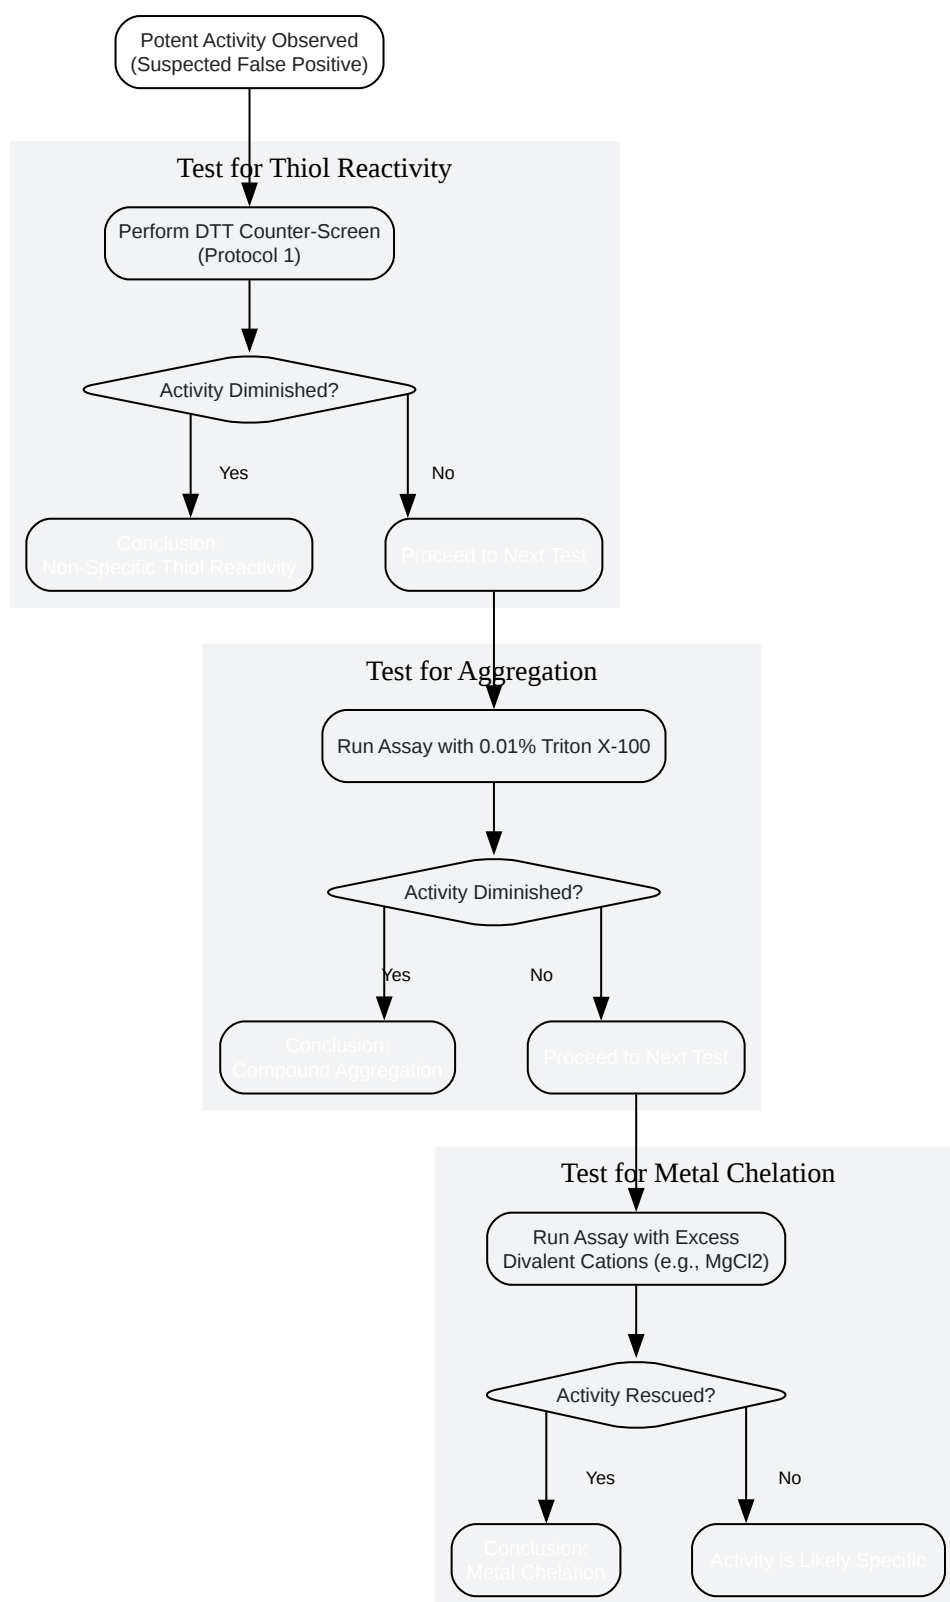 Potent Activity Observed
(Suspected False Positive)
Test for Thiol Reactivity
Perform DTT Counter-Screen
(Protocol 1)
Activity Diminished?
Yes
No
Conclusion:
Non-Specific Thiol Reactivity
Proceed to Next Test
Test for Aggregation
Run Assay with 0.01% Triton X-100
Activity Diminished?
Yes
No
Conclusion:
Compound Aggregation
Proceed to Next Test
Test for Metal Chelation
Run Assay with Excess
Divalent Cations (e.g., MgCl2)
Activity Rescued?
Yes
No
Conclusion:
Metal Chelation
Activity is Likely Specific